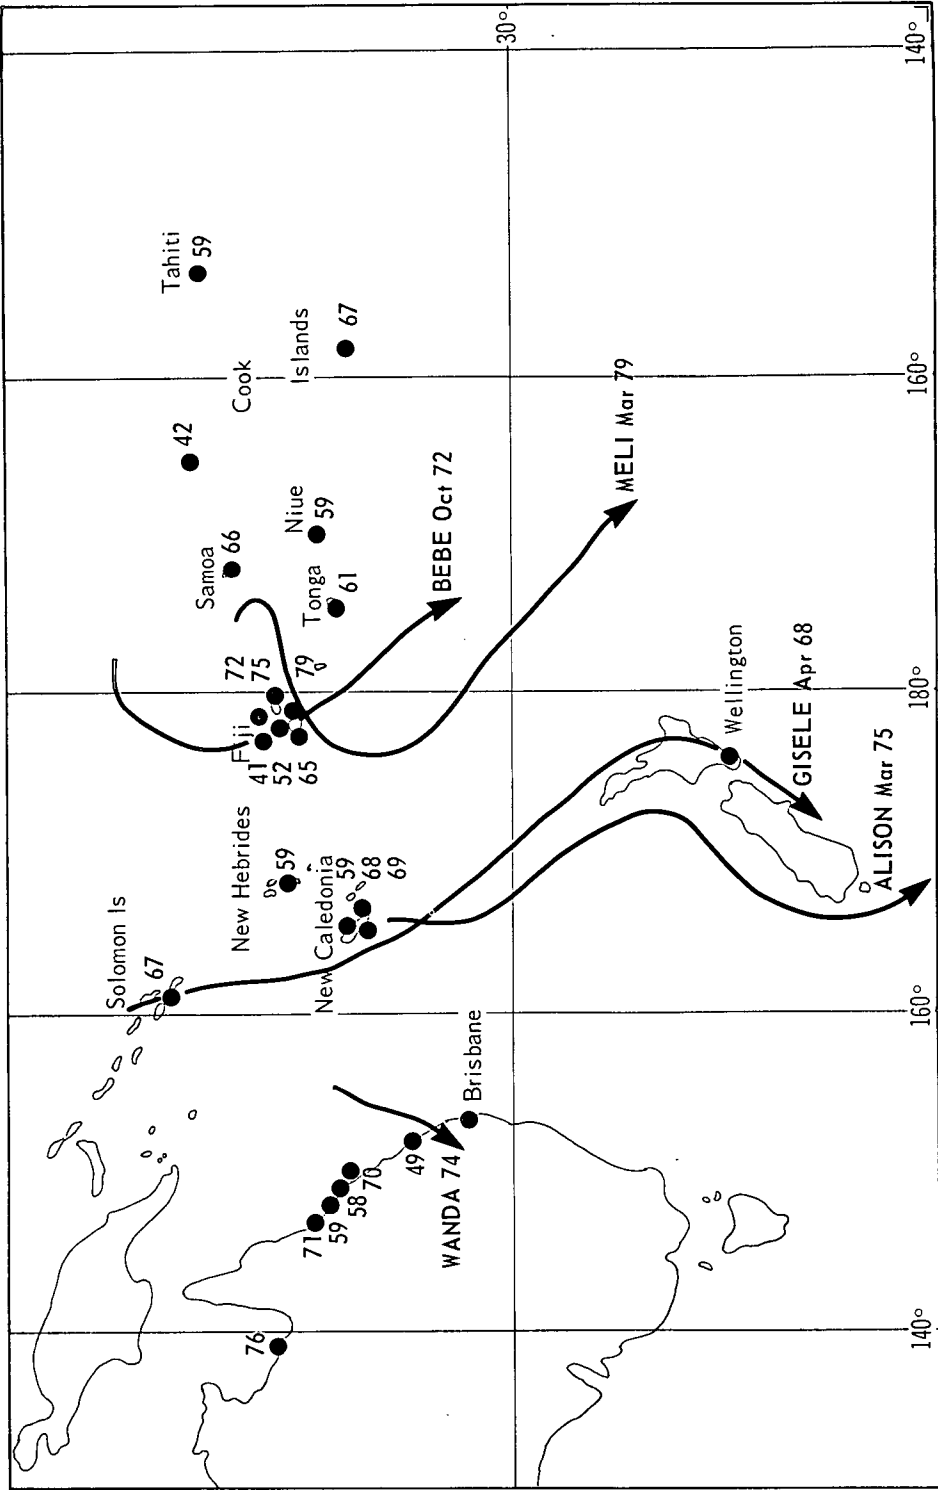 Solomon Is
67
New Hebrides
59
New Caledonia
59
68
69
Fiji
41
52
65
72
75
79
Samoa
66
42
Tahiti
59
Cook
Islands
67
Niue
59
Tonga
61
BEBE Oct 72
MELI Mar 79
76
71
59
58
70
49
WANDA 74
Brisbane
Wellington
GISELE Apr 68
ALISON Mar 75
30°
140°
160°
180°
160°
140°